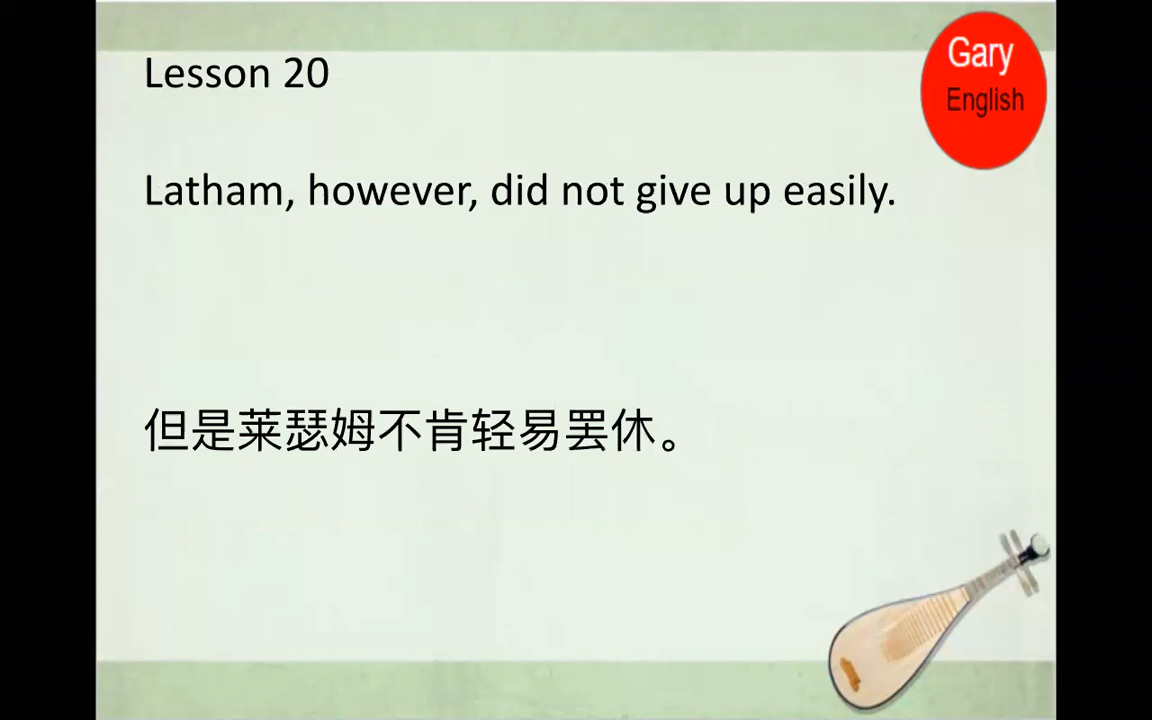 Lesson 20
Gary
English
Latham, however, did not give up easily.
但是莱瑟姆不肯轻易罢休。